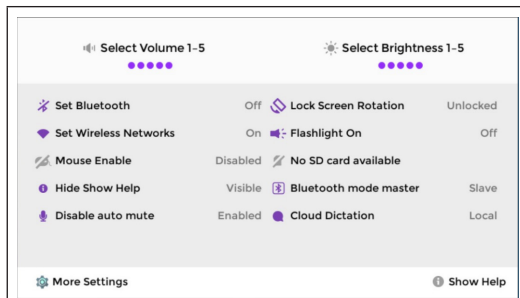 Select Volume 1-5
Select Brightness 1-5
Set Bluetooth Off
Lock Screen Rotation Unlocked
Set Wireless Networks On
Flashlight On Off
Mouse Enable Disabled
No SD card available
Hide Show Help Visible
Bluetooth mode master Slave
Disable auto mute Enabled
Cloud Dictation Local
More Settings
Show Help